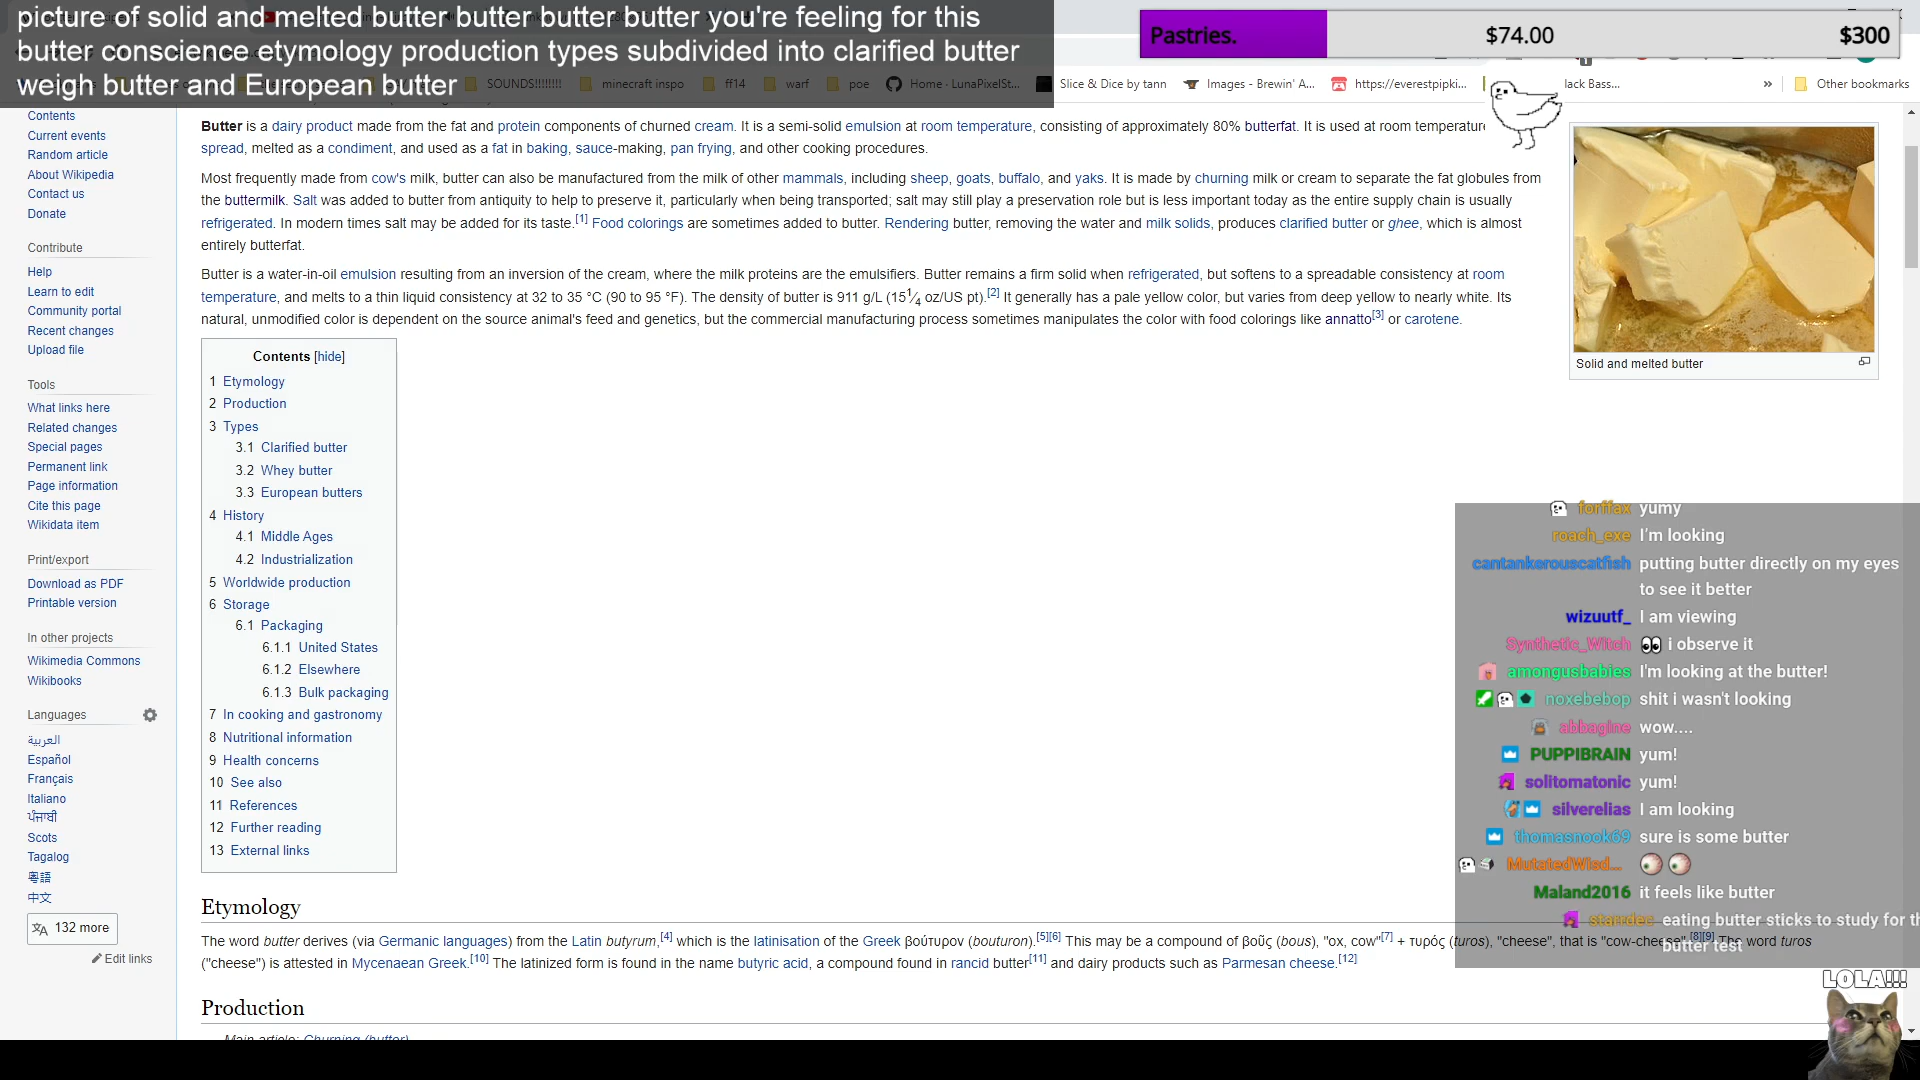 picture of solid and melted butter butter butter butter you're feeling for this
butter conscience etymology production types subdivided into clarified butter
weigh butter and European butter
Pastries. $74.00 $300
SOUNDS!!!!!!!! minecraft inspo ff14 warf poe Home · LunaPixelSt... Slice & Dice by tann Images - Brewin' A... https://everestpipki... lack Bass... » Other bookmarks
Contents
Current events
Random article
About Wikipedia
Contact us
Donate
Contribute
Help
Learn to edit
Community portal
Recent changes
Upload file
Tools
What links here
Related changes
Special pages
Permanent link
Page information
Cite this page
Wikidata item
Print/export
Download as PDF
Printable version
In other projects
Wikimedia Commons
Wikibooks
Languages
العربية
Español
Français
Italiano
ਪੰਜਾਬੀ
Scots
Tagalog
粵語
中文
132 more
Edit links
Butter is a dairy product made from the fat and protein components of churned cream. It is a semi-solid emulsion at room temperature, consisting of approximately 80% butterfat. It is used at room temperature
spread, melted as a condiment, and used as a fat in baking, sauce-making, pan frying, and other cooking procedures.
Most frequently made from cow's milk, butter can also be manufactured from the milk of other mammals, including sheep, goats, buffalo, and yaks. It is made by churning milk or cream to separate the fat globules from
the buttermilk. Salt was added to butter from antiquity to help to preserve it, particularly when being transported; salt may still play a preservation role but is less important today as the entire supply chain is usually
refrigerated. In modern times salt may be added for its taste.[1] Food colorings are sometimes added to butter. Rendering butter, removing the water and milk solids, produces clarified butter or ghee, which is almost
entirely butterfat.
Butter is a water-in-oil emulsion resulting from an inversion of the cream, where the milk proteins are the emulsifiers. Butter remains a firm solid when refrigerated, but softens to a spreadable consistency at room
temperature, and melts to a thin liquid consistency at 32 to 35 °C (90 to 95 °F). The density of butter is 911 g/L (15 1⁄4 oz/US pt).[2] It generally has a pale yellow color, but varies from deep yellow to nearly white. Its
natural, unmodified color is dependent on the source animal's feed and genetics, but the commercial manufacturing process sometimes manipulates the color with food colorings like annatto[3] or carotene.
Solid and melted butter
Contents [hide]
1 Etymology
2 Production
3 Types
3.1 Clarified butter
3.2 Whey butter
3.3 European butters
4 History
4.1 Middle Ages
4.2 Industrialization
5 Worldwide production
6 Storage
6.1 Packaging
6.1.1 United States
6.1.2 Elsewhere
6.1.3 Bulk packaging
7 In cooking and gastronomy
8 Nutritional information
9 Health concerns
10 See also
11 References
12 Further reading
13 External links
Etymology
The word butter derives (via Germanic languages) from the Latin butyrum,[4] which is the latinisation of the Greek βούτυρον (bouturon).[5][6] This may be a compound of βοῦς (bous), "ox, cow"[7] + τυρός (turos), "cheese", that is "cow-cheese".[8][9] The word turos
("cheese") is attested in Mycenaean Greek.[10] The latinized form is found in the name butyric acid, a compound found in rancid butter[11] and dairy products such as Parmesan cheese.[12]
Production
Main article: Churning (butter)
forffax yumy
roach_exe I'm looking
cantankerouscatfish putting butter directly on my eyes
to see it better
wizuutf_ I am viewing
Synthetic_Witch i observe it
amongusbabies I'm looking at the butter!
noxebebop shit i wasn't looking
abbagine wow....
PUPPIBRAIN yum!
solitomatonic yum!
silverelias I am looking
thomasnook69 sure is some butter
MutatedWisd...
Maland2016 it feels like butter
starrdec eating butter sticks to study for th
butter test
LOLA!!!